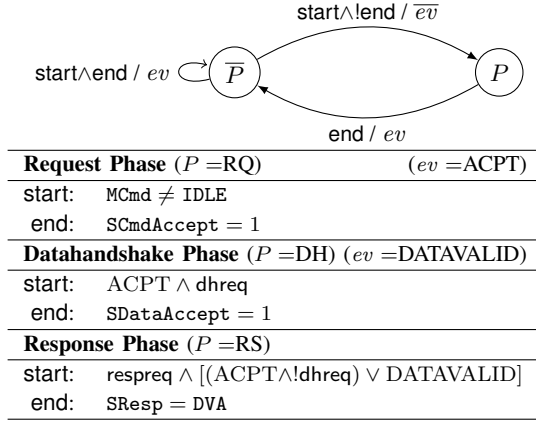 start∧!end / \overline{ev}
start∧end / ev
\overline{P}
P
end / ev
Request Phase (P =RQ) (ev =ACPT)
start: MCmd ≠ IDLE
end: SCmdAccept = 1
Datahandshake Phase (P =DH) (ev =DATAVALID)
start: ACPT ∧ dhreq
end: SDataAccept = 1
Response Phase (P =RS)
start: respreq ∧ [(ACPT∧!dhreq) ∨ DATAVALID]
end: SResp = DVA